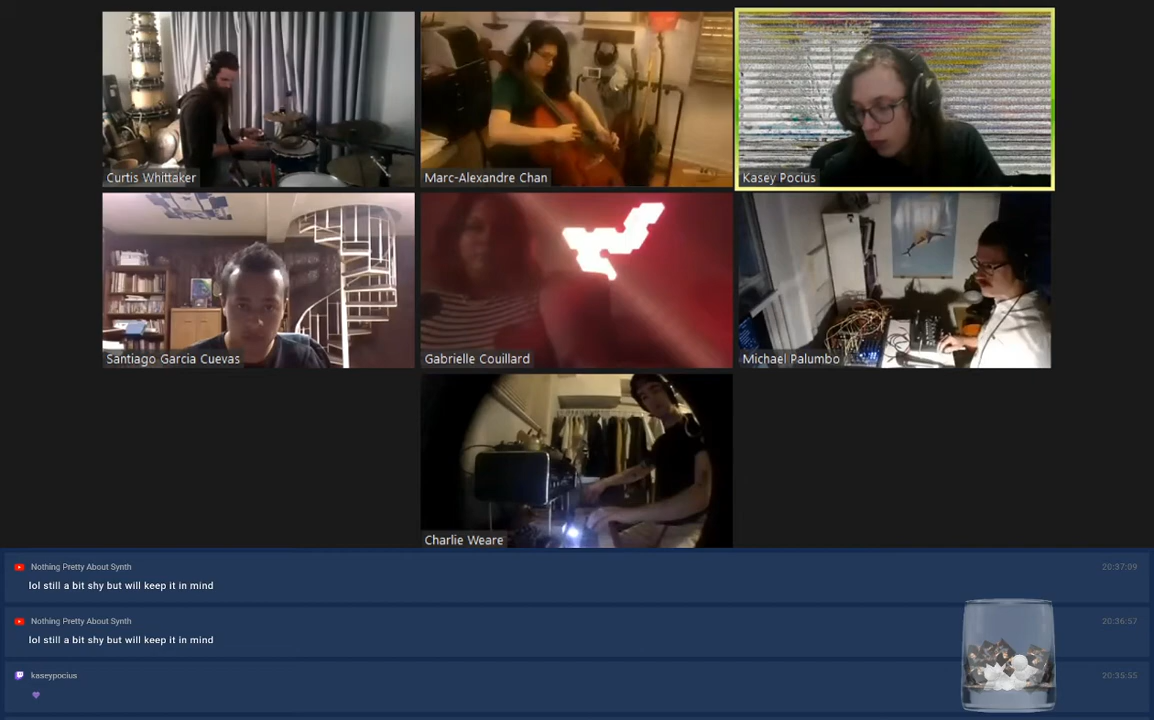 Curtis Whittaker
Marc-Alexandre Chan
Kasey Pocius
Santiago Garcia Cuevas
Gabrielle Couillard
Michael Palumbo
Charlie Weare
Nothing Pretty About Synth
20:37:09
lol still a bit shy but will keep it in mind
Nothing Pretty About Synth
20:36:57
lol still a bit shy but will keep it in mind
kaseypocius
20:35:55
💜